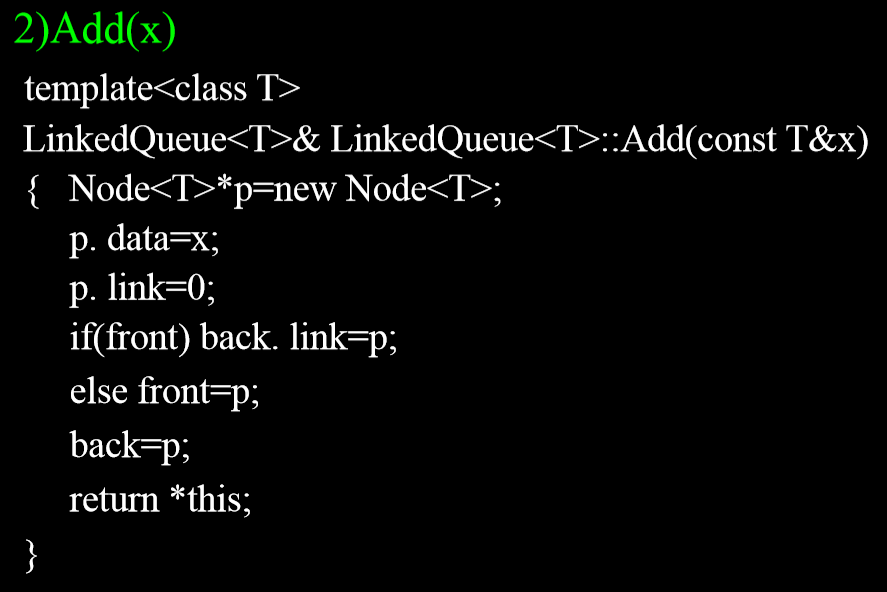 2)Add(x)
template<class T>
LinkedQueue<T>& LinkedQueue<T>::Add(const T&x)
{ Node<T>*p=new Node<T>;
p. data=x;
p. link=0;
if(front) back. link=p;
else front=p;
back=p;
return *this;
}